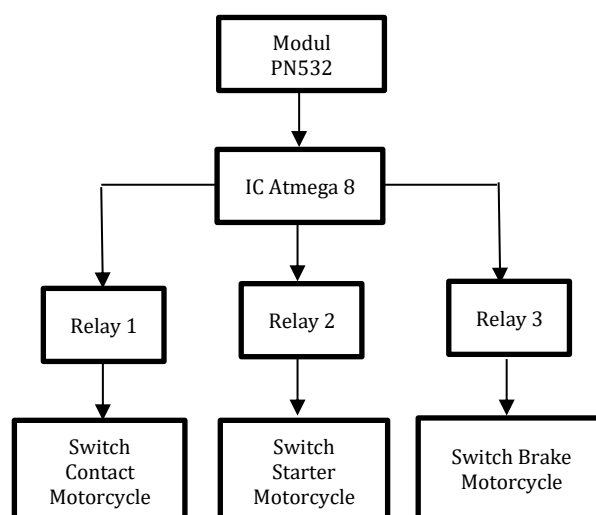 Modul
PN532
IC Atmega 8
Relay 1
Relay 2
Relay 3
Switch
Contact
Motorcycle
Switch
Starter
Motorcycle
Switch Brake
Motorcycle